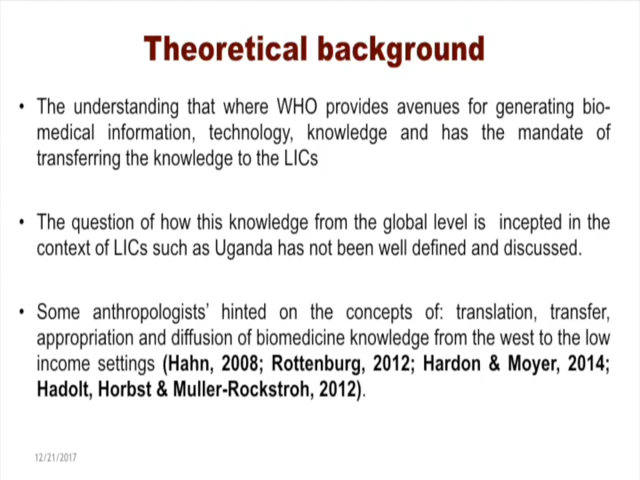 Theoretical background
• The understanding that where WHO provides avenues for generating bio-
medical information, technology, knowledge and has the mandate of
transferring the knowledge to the LICs
• The question of how this knowledge from the global level is incepted in the
context of LICs such as Uganda has not been well defined and discussed.
• Some anthropologists’ hinted on the concepts of: translation, transfer,
appropriation and diffusion of biomedicine knowledge from the west to the low
income settings (Hahn, 2008; Rottenburg, 2012; Hardon & Moyer, 2014;
Hadolt, Horbst & Muller-Rockstroh, 2012).
12/21/2017